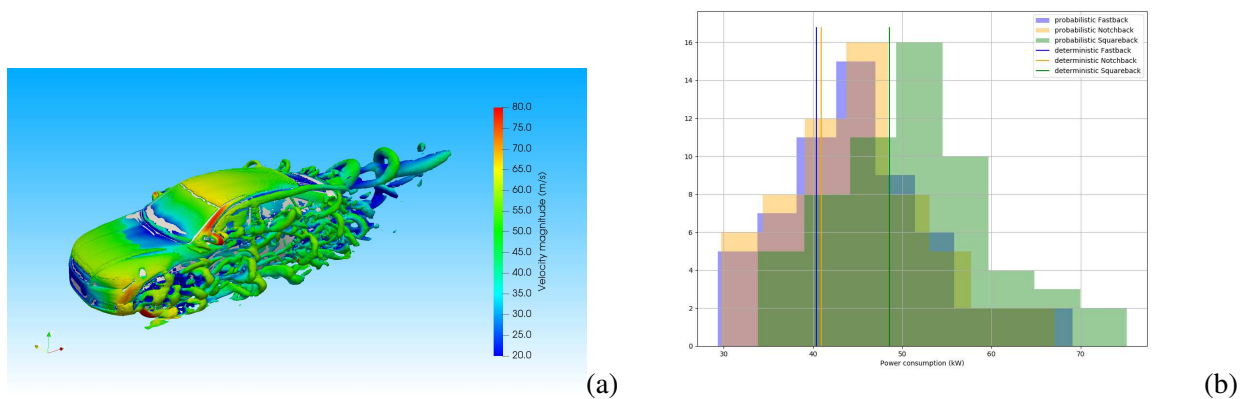 80.0
75.0
70.0
65.0
60.0
55.0
50.0
45.0
40.0
35.0
30.0
25.0
20.0
Velocity magnitude (m/s)
(a)
probabilistic Fastback
probabilistic Notchback
probabilistic Squareback
deterministic Fastback
deterministic Notchback
deterministic Squareback
16
14
12
10
8
6
4
2
0
30 40 50 60 70
Power consumption (kW)
(b)